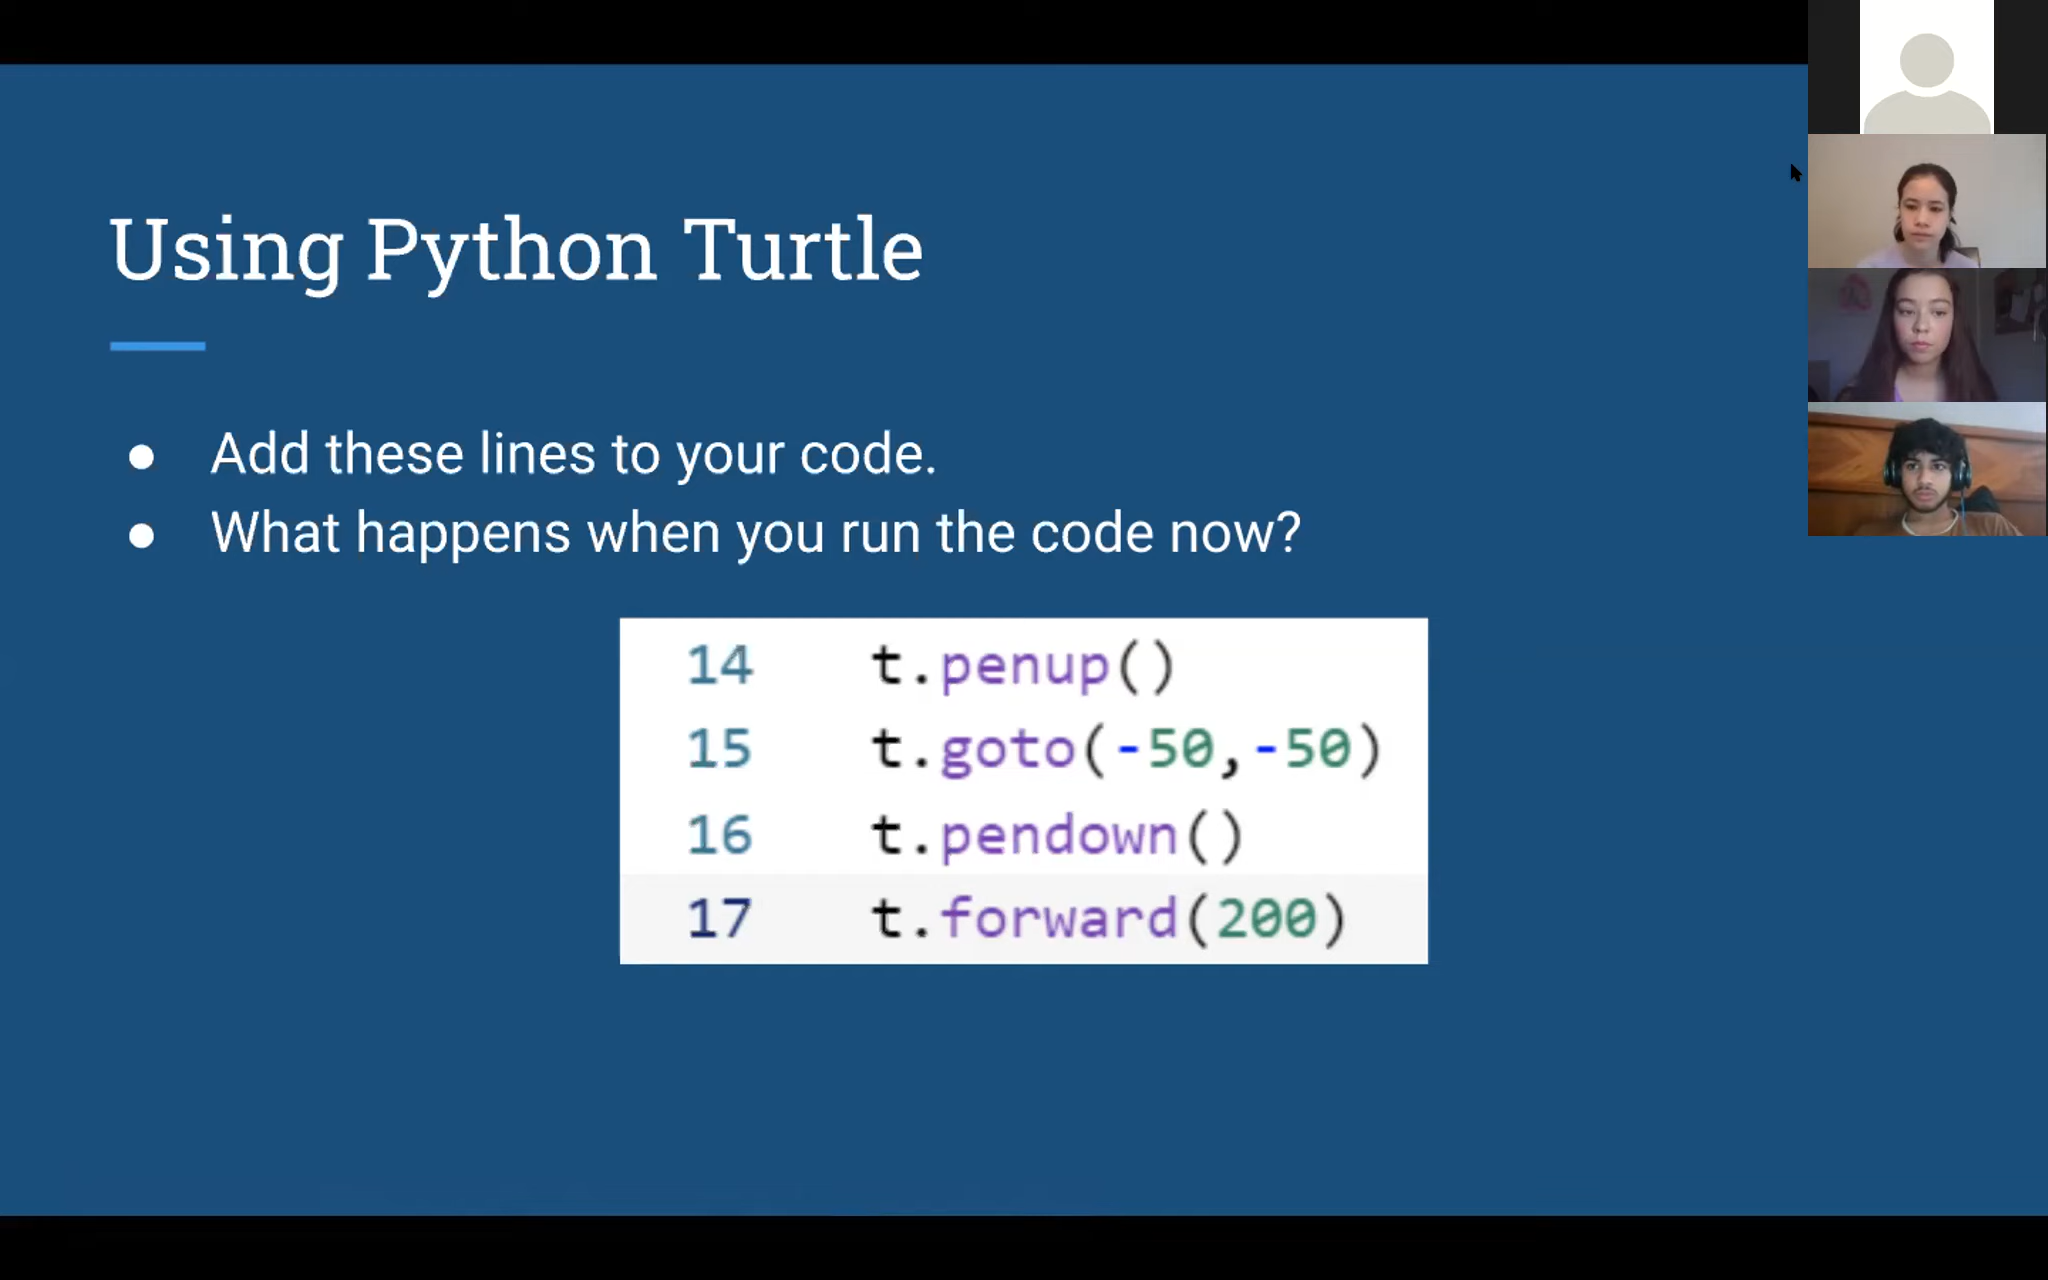 Using Python Turtle
● Add these lines to your code.
● What happens when you run the code now?
14 t.penup()
15 t.goto(-50,-50)
16 t.pendown()
17 t.forward(200)